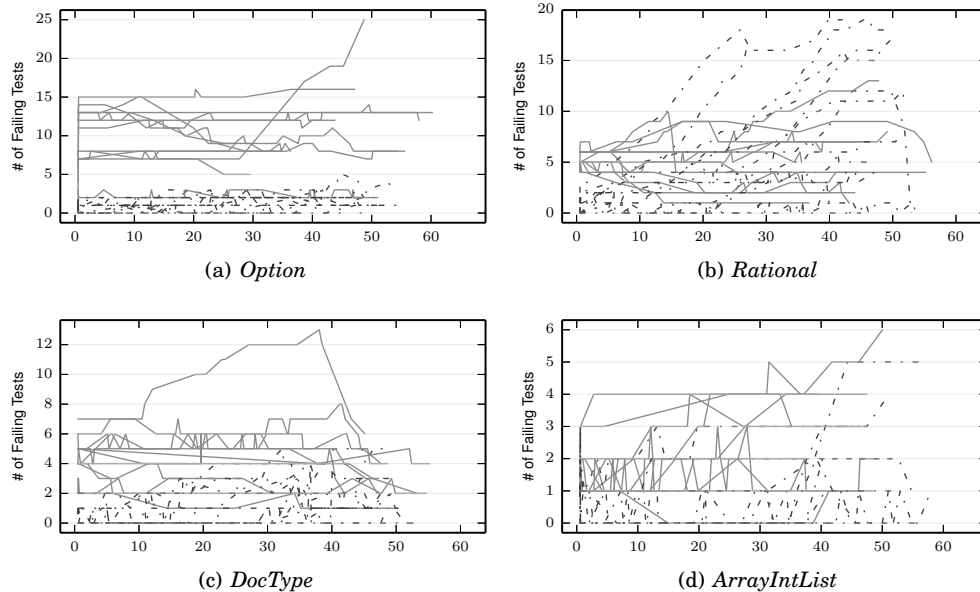 # of Failing Tests
25
20
15
10
5
0
0 10 20 30 40 50 60
(a) Option
# of Failing Tests
20
15
10
5
0
0 10 20 30 40 50 60
(b) Rational
# of Failing Tests
12
10
8
6
4
2
0
0 10 20 30 40 50 60
(c) DocType
# of Failing Tests
6
5
4
3
2
1
0
0 10 20 30 40 50 60
(d) ArrayIntList